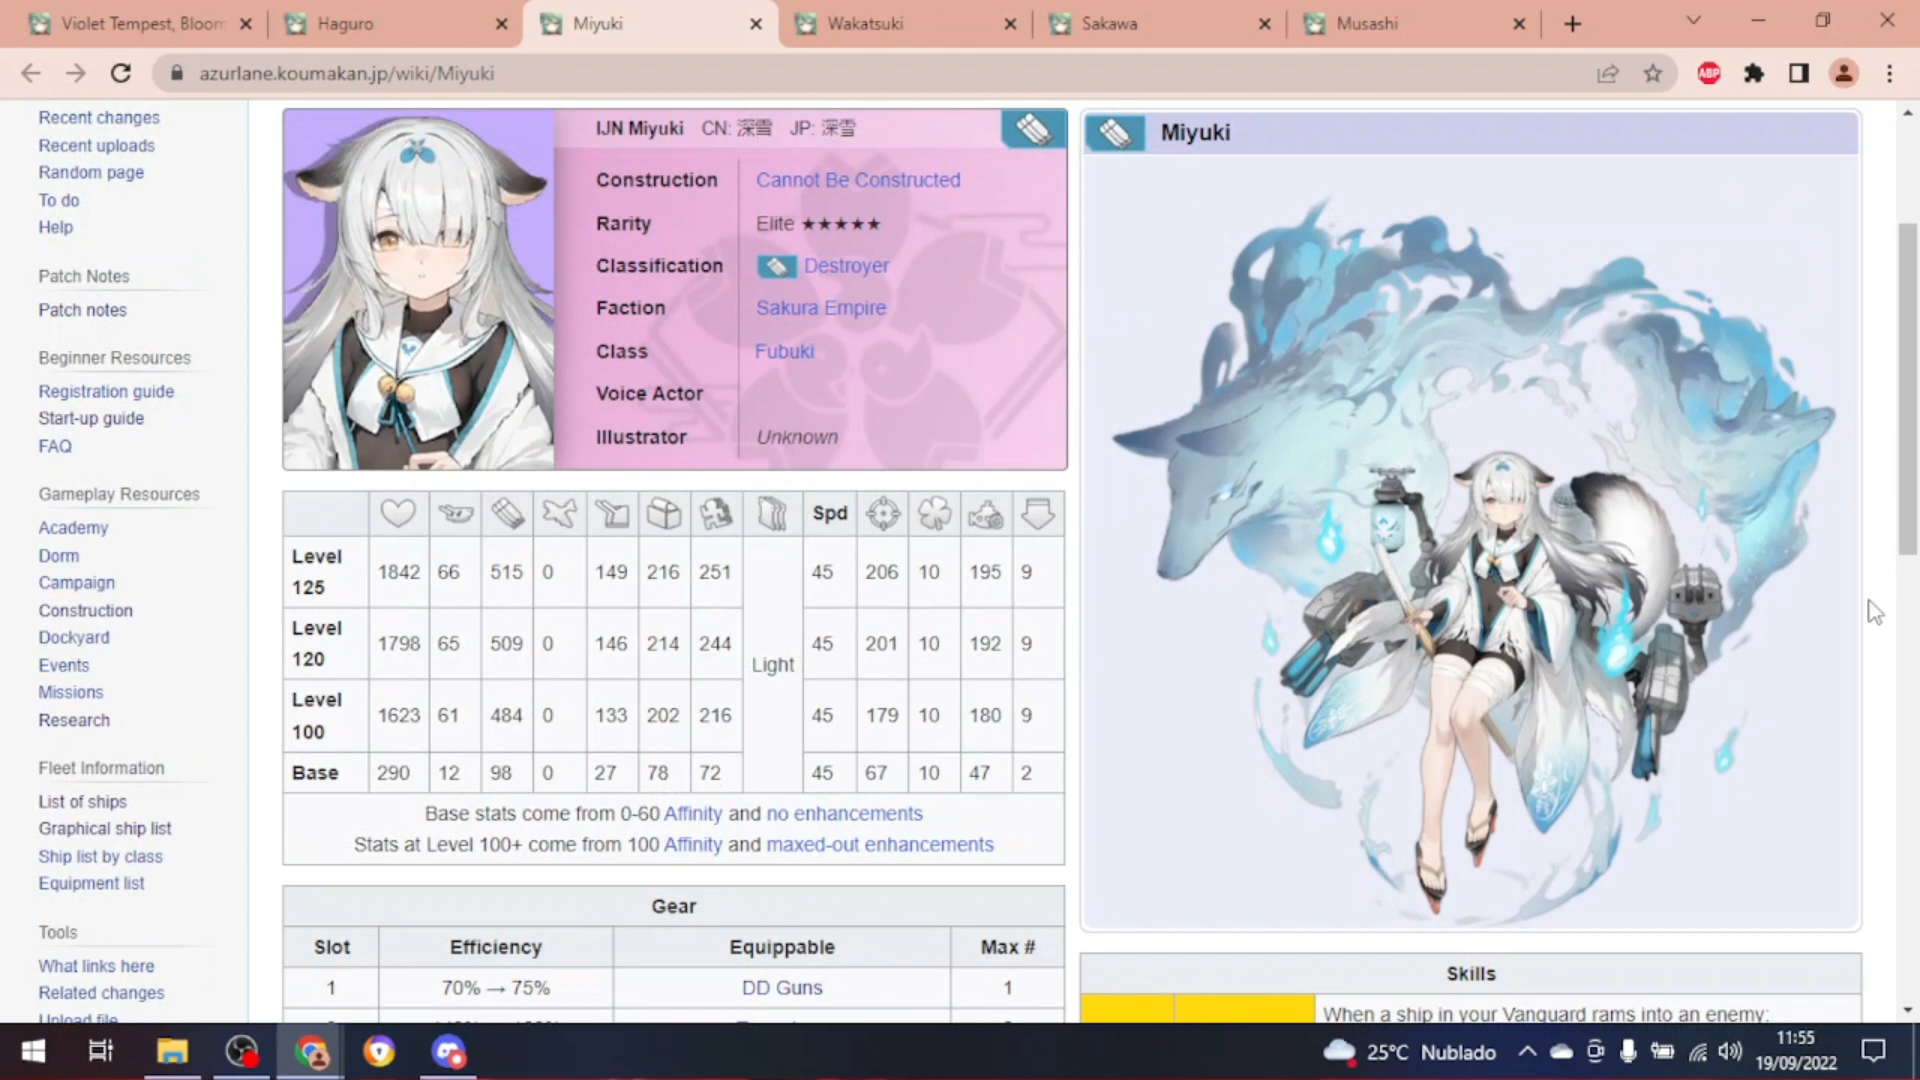 Violet Tempest, Bloom
Haguro
Miyuki
Wakatsuki
Sakawa
Musashi
azurlane.koumakan.jp/wiki/Miyuki
ABP
Recent changes
Recent uploads
Random page
To do
Help
Patch Notes
Patch notes
Beginner Resources
Registration guide
Start-up guide
FAQ
Gameplay Resources
Academy
Dorm
Campaign
Construction
Dockyard
Events
Missions
Research
Fleet Information
List of ships
Graphical ship list
Ship list by class
Equipment list
Tools
What links here
Related changes
Upload file
IJN Miyuki CN: 深雪 JP: 深雪
Construction Cannot Be Constructed
Rarity Elite ★★★★★
Classification Destroyer
Faction Sakura Empire
Class Fubuki
Voice Actor
Illustrator Unknown
Spd
Level 125 1842 66 515 0 149 216 251 45 206 10 195 9
Level 120 1798 65 509 0 146 214 244 Light 45 201 10 192 9
Level 100 1623 61 484 0 133 202 216 45 179 10 180 9
Base 290 12 98 0 27 78 72 45 67 10 47 2
Base stats come from 0-60 Affinity and no enhancements
Stats at Level 100+ come from 100 Affinity and maxed-out enhancements
Gear
Slot Efficiency Equippable Max #
1 70% → 75% DD Guns 1
Miyuki
Skills
When a ship in your Vanguard rams into an enemy:
25°C Nublado
11:55
19/09/2022